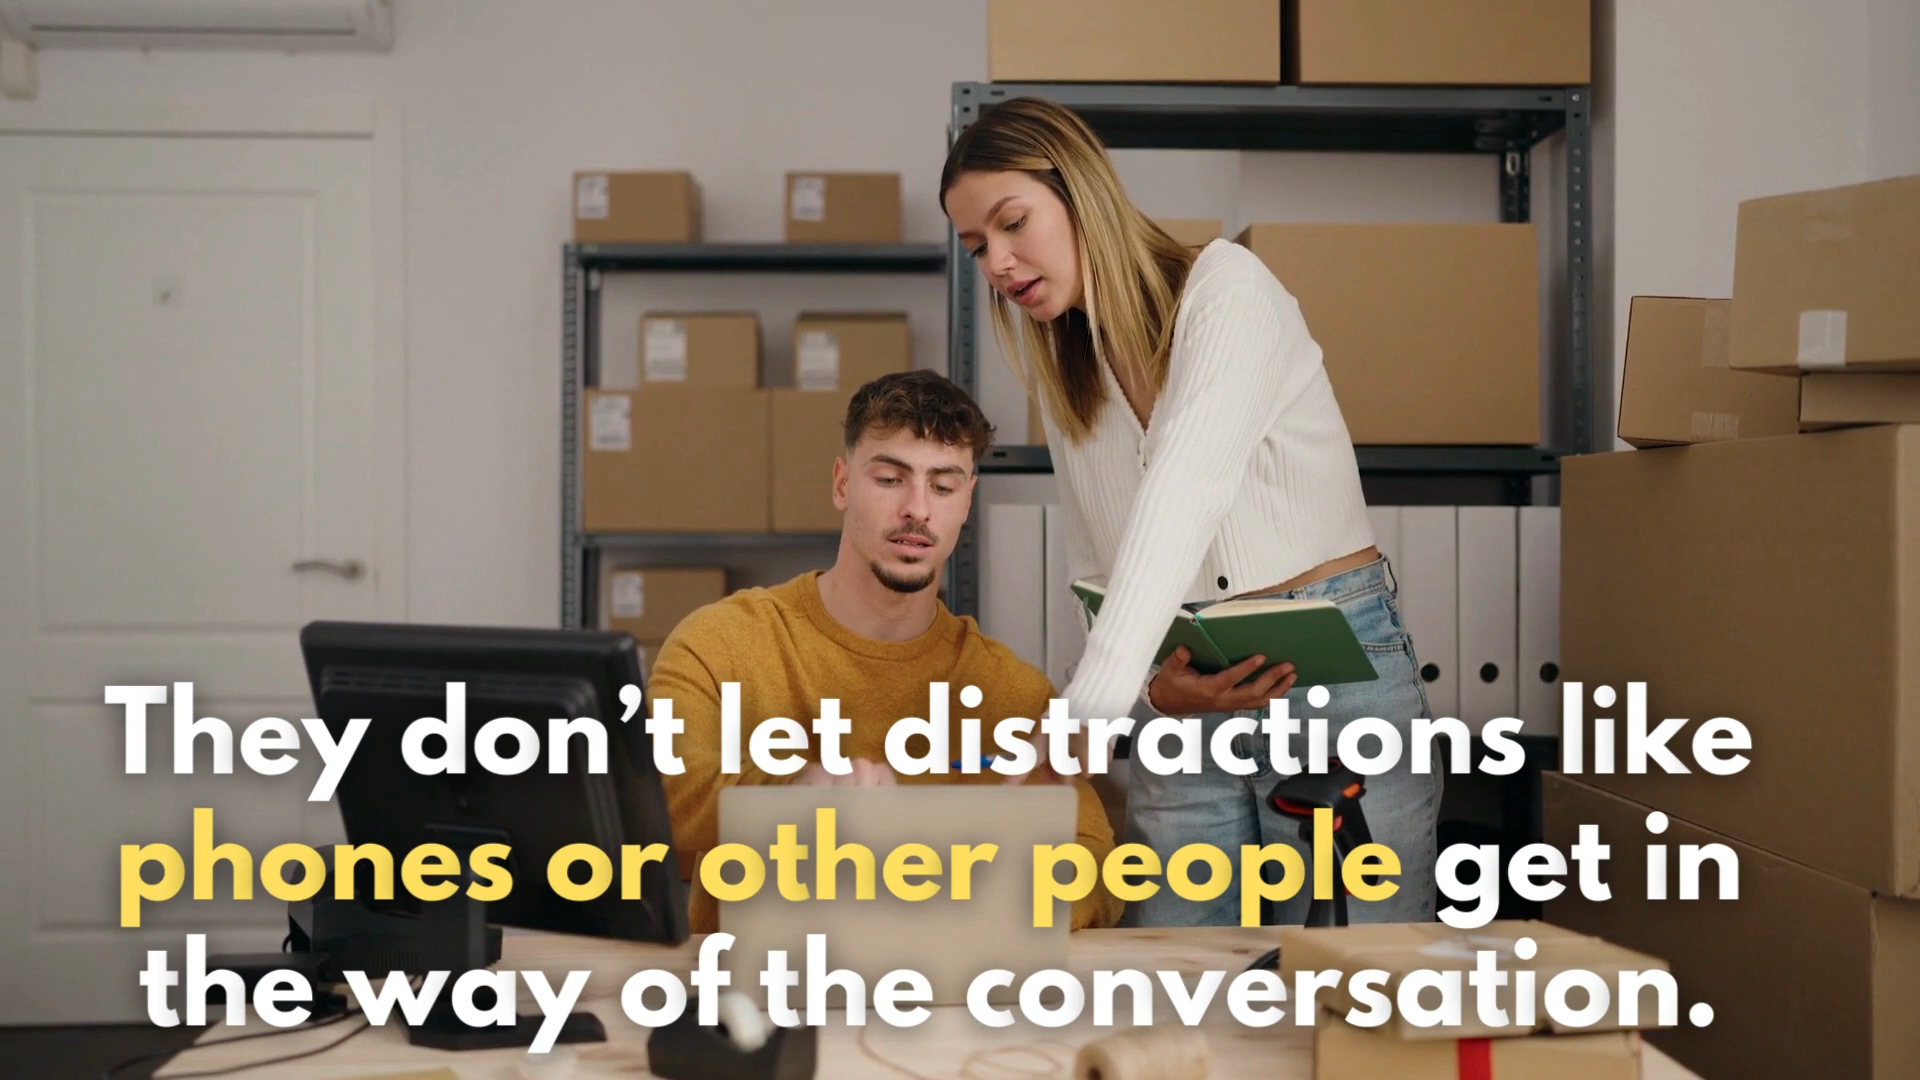 They don’t let distractions like
phones or other people get in
the way of the conversation.